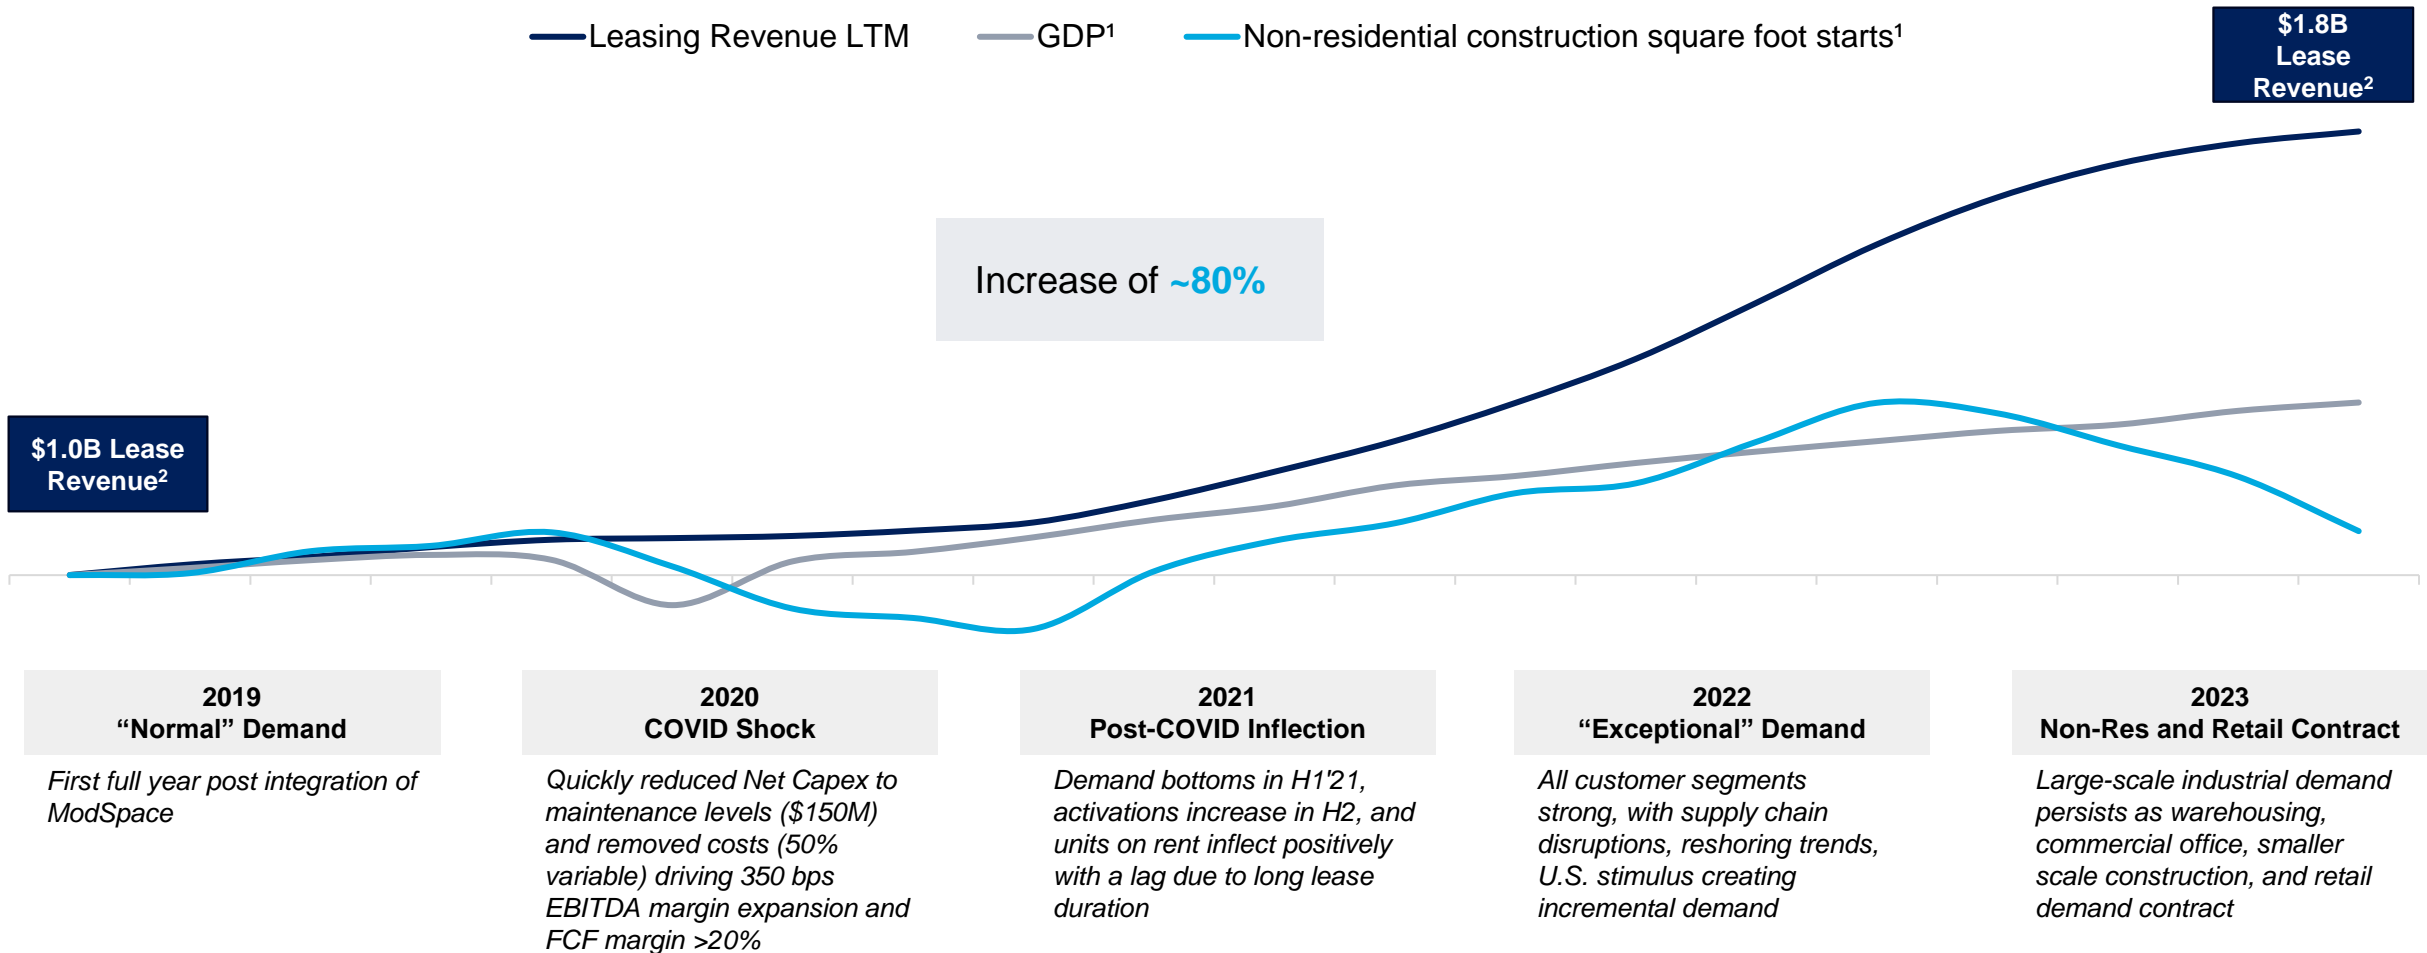 Leasing Revenue LTM
GDP¹
Non-residential construction square foot starts¹
$1.8B
Lease
Revenue²
Increase of ~80%
$1.0B Lease
Revenue²
2019
“Normal” Demand
First full year post integration of
ModSpace
2020
COVID Shock
Quickly reduced Net Capex to
maintenance levels ($150M)
and removed costs (50%
variable) driving 350 bps
EBITDA margin expansion and
FCF margin >20%
2021
Post-COVID Inflection
Demand bottoms in H1'21,
activations increase in H2, and
units on rent inflect positively
with a lag due to long lease
duration
2022
“Exceptional” Demand
All customer segments
strong, with supply chain
disruptions, reshoring trends,
U.S. stimulus creating
incremental demand
2023
Non-Res and Retail Contract
Large-scale industrial demand
persists as warehousing,
commercial office, smaller
scale construction, and retail
demand contract